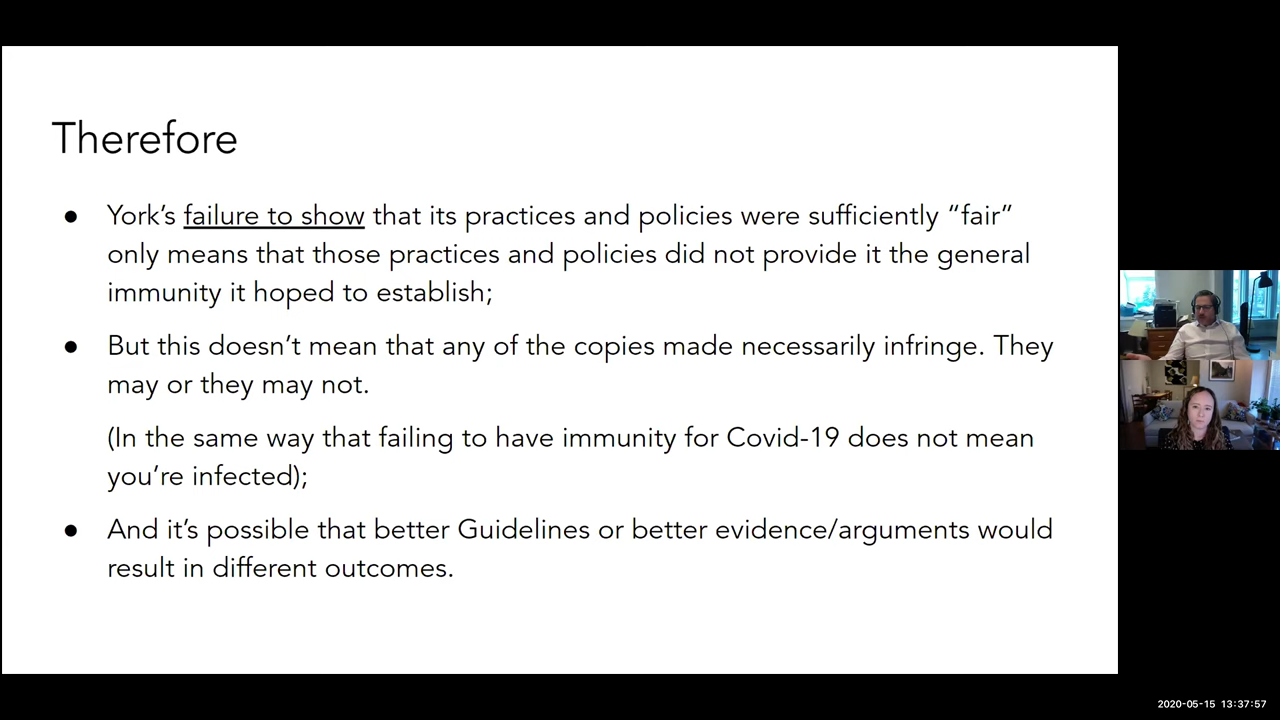 Therefore
● York’s failure to show that its practices and policies were sufficiently “fair”
only means that those practices and policies did not provide it the general
immunity it hoped to establish;
● But this doesn’t mean that any of the copies made necessarily infringe. They
may or they may not.
(In the same way that failing to have immunity for Covid-19 does not mean
you’re infected);
● And it’s possible that better Guidelines or better evidence/arguments would
result in different outcomes.
2020-05-15 13:37:57